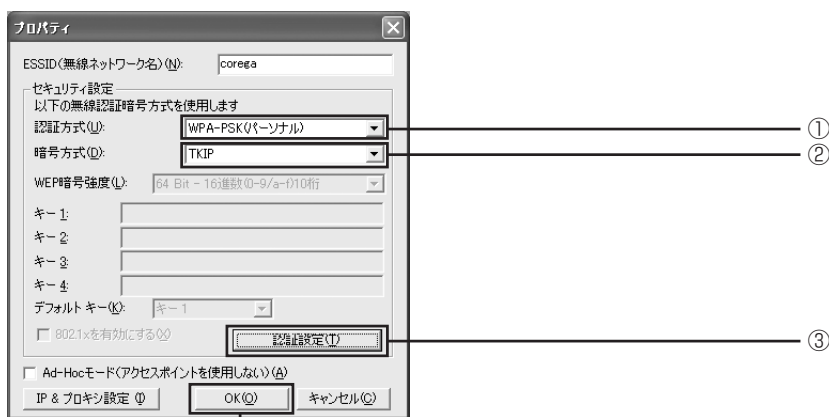 プロパティ
ESSID(無線ネットワーク名)(N): corega
セキュリティ設定
以下の無線認証暗号方式を使用します
認証方式(U): WPA-PSK(パーソナル) ①
暗号方式(D): TKIP ②
WEP暗号強度(L): 64 Bit - 16進数(0-9/a-f)10桁
キー 1:
キー 2:
キー 3:
キー 4:
デフォルト キー(K): キー 1
802.1xを有効にする(X) 認証設定(T) ③
Ad-Hocモード(アクセスポイントを使用しない)(A)
IP & プロキシ設定 (I) OK(O) キャンセル(C)